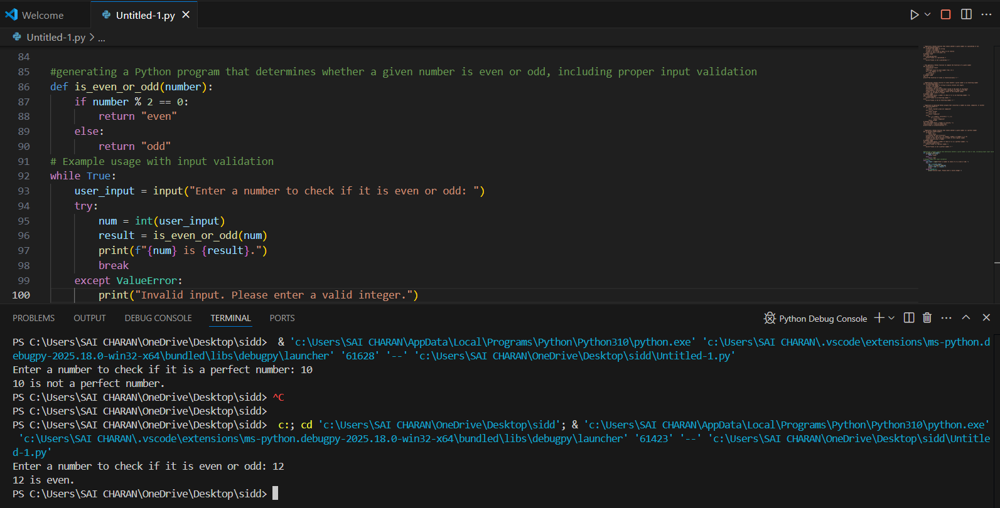 Welcome
Untitled-1.py
Untitled-1.py > ...
84
85 #generating a Python program that determines whether a given number is even or odd, including proper input validation
86 def is_even_or_odd(number):
87     if number % 2 == 0:
88         return "even"
89     else:
90         return "odd"
91 # Example usage with input validation
92 while True:
93     user_input = input("Enter a number to check if it is even or odd: ")
94     try:
95         num = int(user_input)
96         result = is_even_or_odd(num)
97         print(f"{num} is {result}.")
98         break
99     except ValueError:
100         print("Invalid input. Please enter a valid integer.")
PROBLEMS OUTPUT DEBUG CONSOLE TERMINAL PORTS
Python Debug Console
PS C:\Users\SAI CHARAN\OneDrive\Desktop\sidd>  & 'c:\Users\SAI CHARAN\AppData\Local\Programs\Python\Python310\python.exe' 'c:\Users\SAI CHARAN\.vscode\extensions\ms-python.d
ebugpy-2025.18.0-win32-x64\bundled\libs\debugpy\launcher' '61628' '--' 'c:\Users\SAI CHARAN\OneDrive\Desktop\sidd\Untitled-1.py'
Enter a number to check if it is a perfect number: 10
10 is not a perfect number.
PS C:\Users\SAI CHARAN\OneDrive\Desktop\sidd> ^C
PS C:\Users\SAI CHARAN\OneDrive\Desktop\sidd>
PS C:\Users\SAI CHARAN\OneDrive\Desktop\sidd>  c:; cd 'c:\Users\SAI CHARAN\OneDrive\Desktop\sidd'; & 'c:\Users\SAI CHARAN\AppData\Local\Programs\Python\Python310\python.exe'
'c:\Users\SAI CHARAN\.vscode\extensions\ms-python.debugpy-2025.18.0-win32-x64\bundled\libs\debugpy\launcher' '61423' '--' 'c:\Users\SAI CHARAN\OneDrive\Desktop\sidd\Untitle
d-1.py'
Enter a number to check if it is even or odd: 12
12 is even.
PS C:\Users\SAI CHARAN\OneDrive\Desktop\sidd>